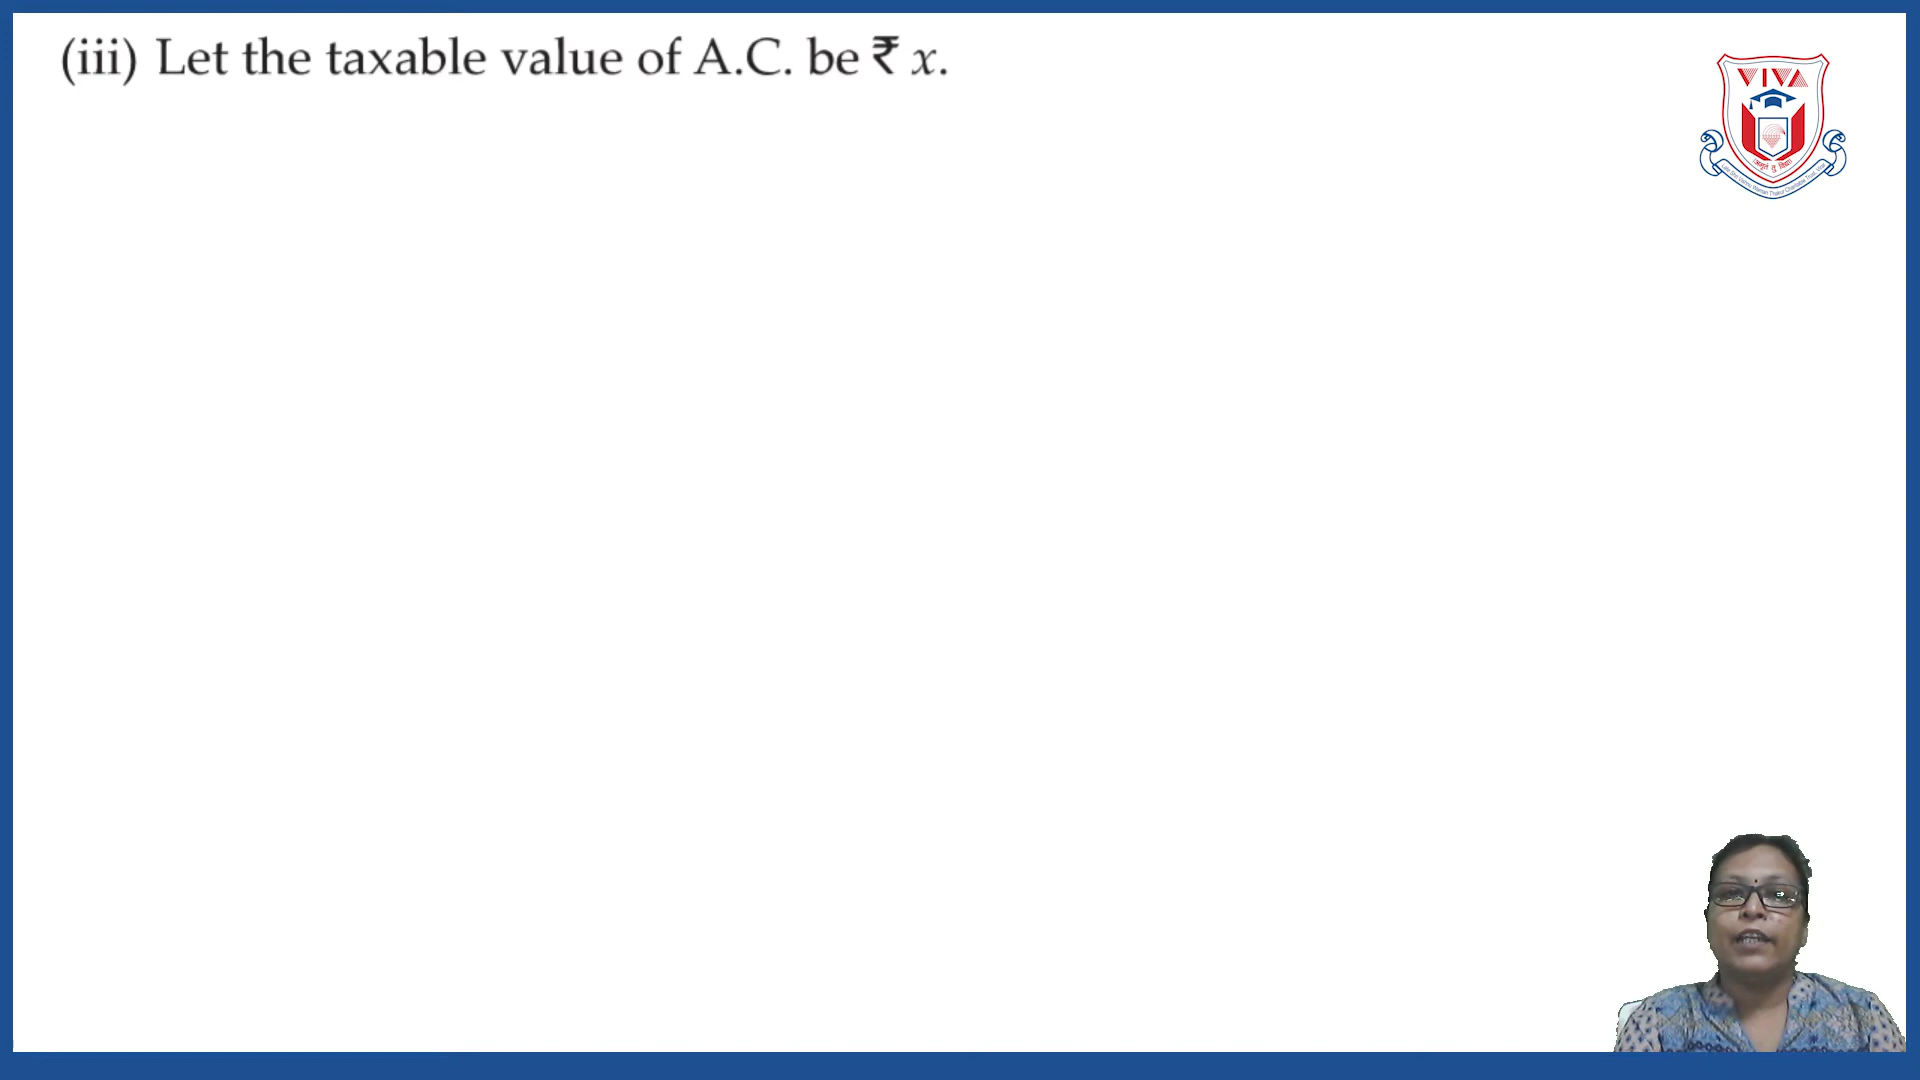 (iii) Let the taxable value of A.C. be ₹ x.
VIVA